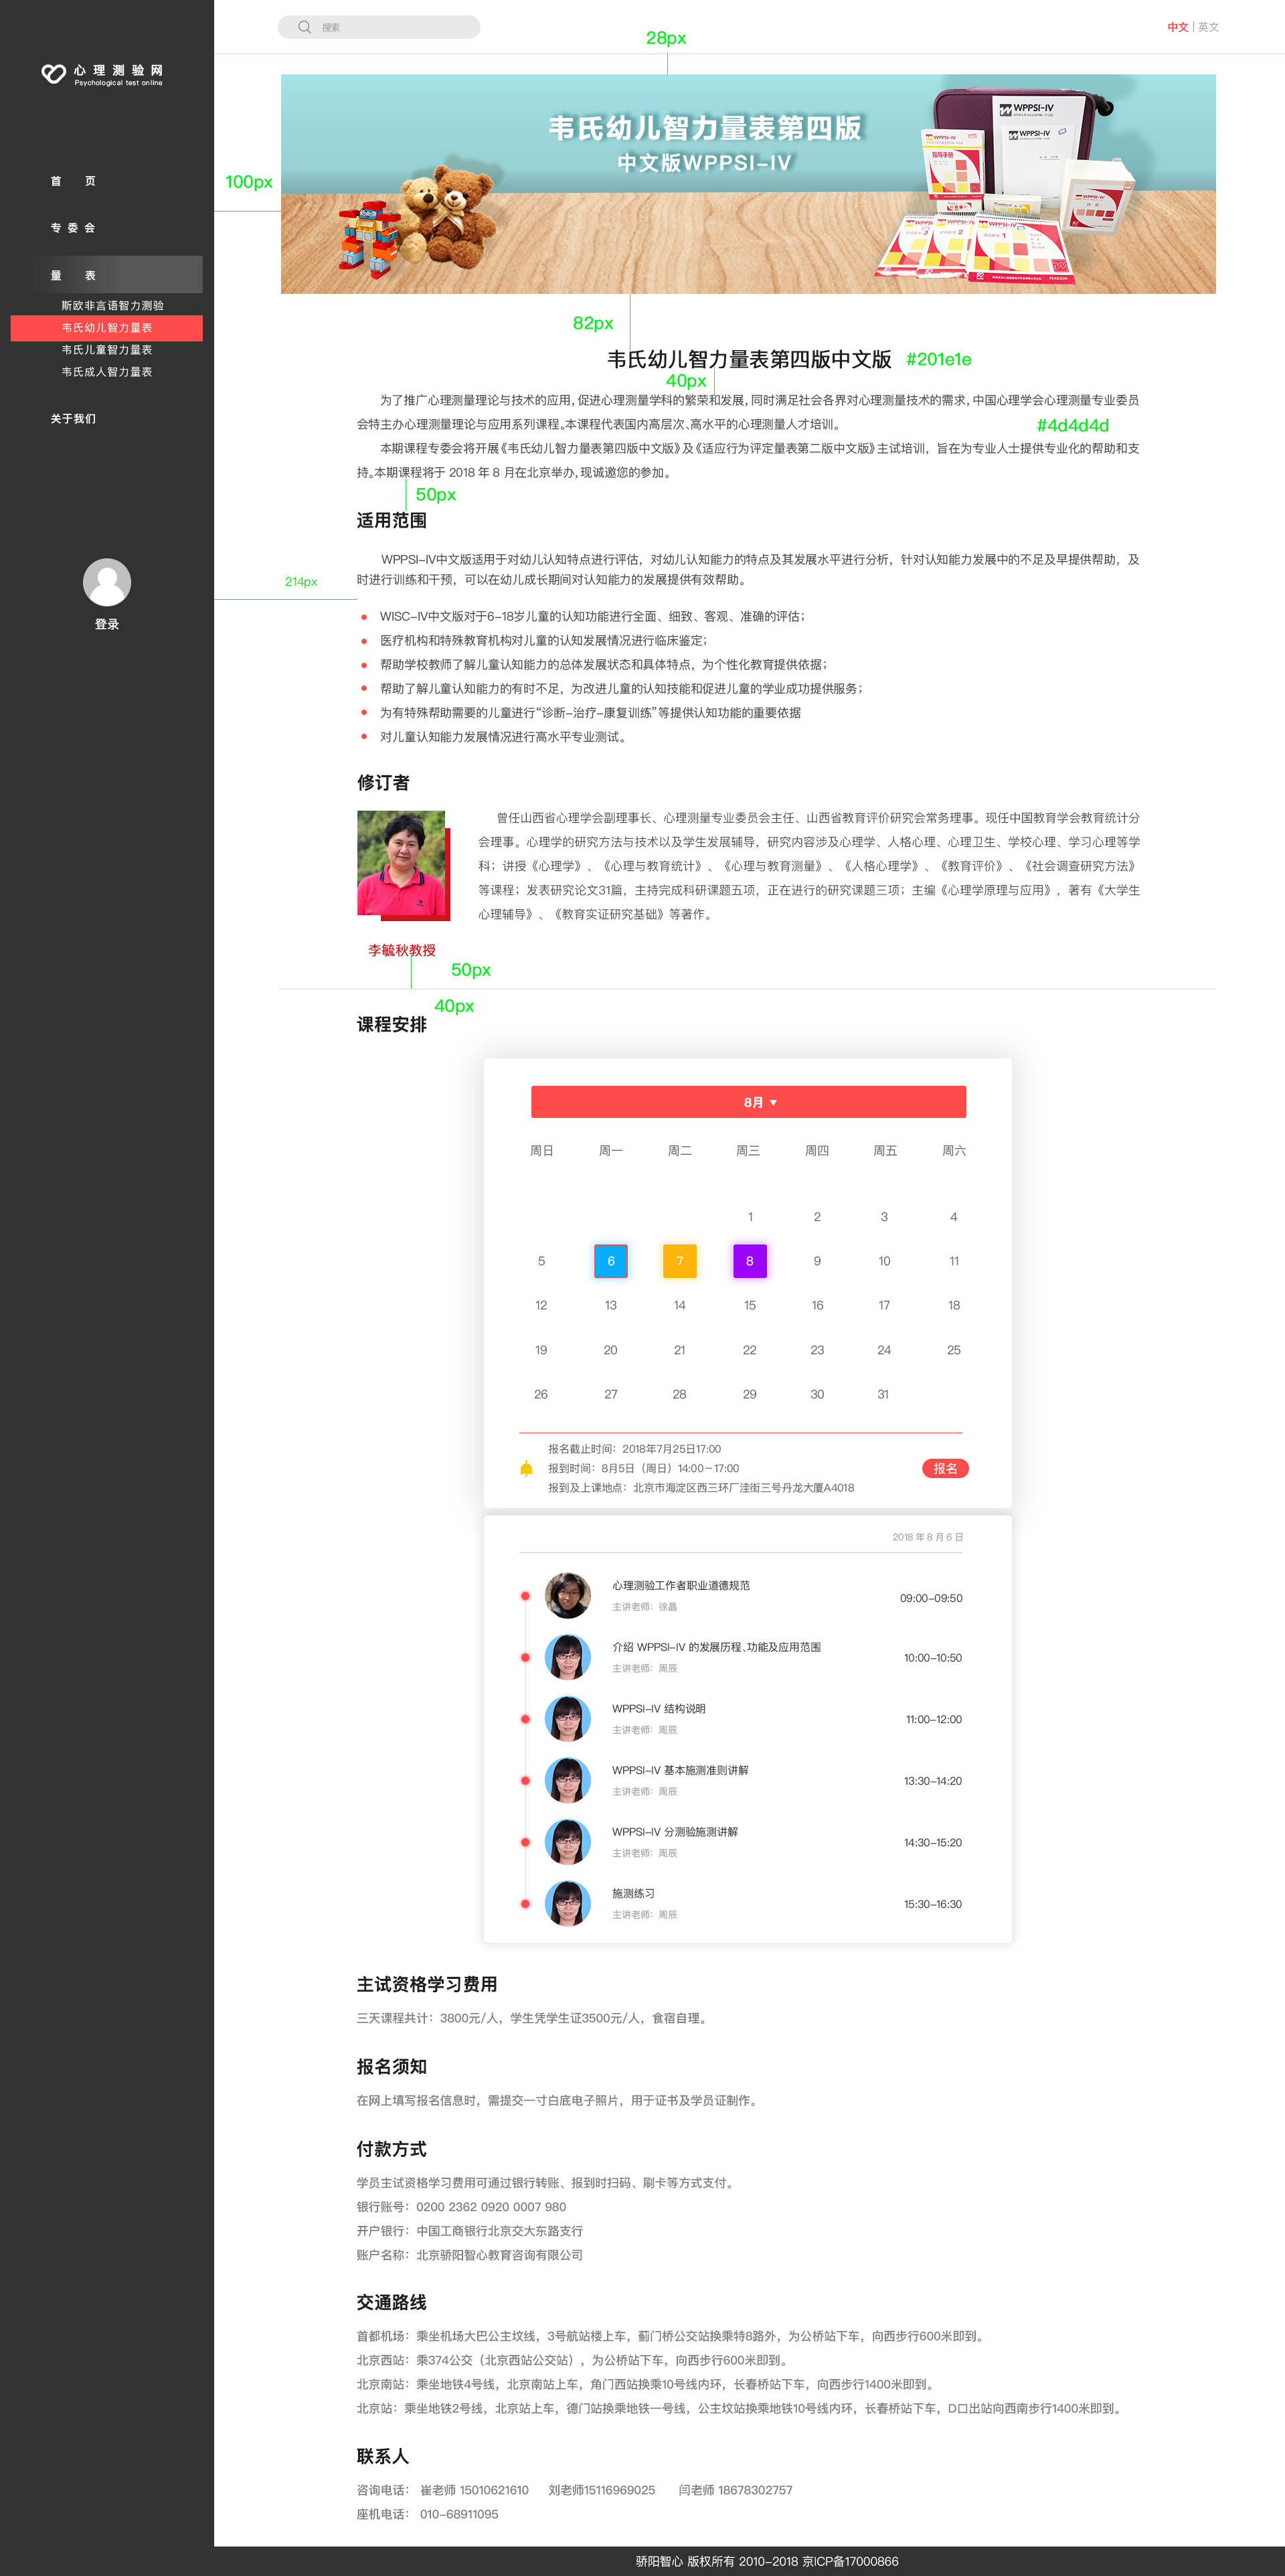 心理测验网
Psychological test online
首 页
专 委 会
量 表
斯欧非言语智力测验
韦氏幼儿智力量表
韦氏儿童智力量表
韦氏成人智力量表
关于我们
登录
搜索
中文 | 英文
28px
100px
韦氏幼儿智力量表第四版
中文版WPPSI-IV
WPPSI-IV
WPPSI-IV
指导手册
82px
韦氏幼儿智力量表第四版中文版
#201e1e
40px
为了推广心理测量理论与技术的应用,促进心理测量学科的繁荣和发展,同时满足社会各界对心理测量技术的需求,中国心理学会心理测量专业委员
会特主办心理测量理论与应用系列课程。本课程代表国内高层次、高水平的心理测量人才培训。
#4d4d4d
本期课程专委会将开展《韦氏幼儿智力量表第四版中文版》及《适应行为评定量表第二版中文版》主试培训，旨在为专业人士提供专业化的帮助和支
持。本期课程将于 2018 年 8 月在北京举办,现诚邀您的参加。
50px
适用范围
WPPSI-IV中文版适用于对幼儿认知特点进行评估，对幼儿认知能力的特点及其发展水平进行分析，针对认知能力发展中的不足及早提供帮助，及
时进行训练和干预，可以在幼儿成长期间对认知能力的发展提供有效帮助。
214px
WISC-IV中文版对于6-18岁儿童的认知功能进行全面、细致、客观、准确的评估；
医疗机构和特殊教育机构对儿童的认知发展情况进行临床鉴定；
帮助学校教师了解儿童认知能力的总体发展状态和具体特点，为个性化教育提供依据；
帮助了解儿童认知能力的有时不足，为改进儿童的认知技能和促进儿童的学业成功提供服务；
为有特殊帮助需要的儿童进行“诊断-治疗-康复训练”等提供认知功能的重要依据
对儿童认知能力发展情况进行高水平专业测试。
修订者
曾任山西省心理学会副理事长、心理测量专业委员会主任、山西省教育评价研究会常务理事。现任中国教育学会教育统计分
会理事。心理学的研究方法与技术以及学生发展辅导，研究内容涉及心理学、人格心理、心理卫生、学校心理、学习心理等学
科；讲授《心理学》、《心理与教育统计》、《心理与教育测量》、《人格心理学》、《教育评价》、《社会调查研究方法》
等课程；发表研究论文31篇，主持完成科研课题五项，正在进行的研究课题三项；主编《心理学原理与应用》，著有《大学生
心理辅导》、《教育实证研究基础》等著作。
李毓秋教授
50px
40px
课程安排
8月
周日 周一 周二 周三 周四 周五 周六
1 2 3 4
5 6 7 8 9 10 11
12 13 14 15 16 17 18
19 20 21 22 23 24 25
26 27 28 29 30 31
报名截止时间：2018年7月25日17:00
报到时间：8月5日（周日）14:00－17:00
报到及上课地点：北京市海淀区西三环厂洼街三号丹龙大厦A4018
报名
2018 年 8 月 6 日
心理测验工作者职业道德规范
主讲老师：徐晶
09:00-09:50
介绍 WPPSI-IV 的发展历程、功能及应用范围
主讲老师：周辰
10:00-10:50
WPPSI-IV 结构说明
主讲老师：周辰
11:00-12:00
WPPSI-IV 基本施测准则讲解
主讲老师：周辰
13:30-14:20
WPPSI-IV 分测验施测讲解
主讲老师：周辰
14:30-15:20
施测练习
主讲老师：周辰
15:30-16:30
主试资格学习费用
三天课程共计：3800元/人，学生凭学生证3500元/人，食宿自理。
报名须知
在网上填写报名信息时，需提交一寸白底电子照片，用于证书及学员证制作。
付款方式
学员主试资格学习费用可通过银行转账、报到时扫码、刷卡等方式支付。
银行账号：0200 2362 0920 0007 980
开户银行：中国工商银行北京交大东路支行
账户名称：北京骄阳智心教育咨询有限公司
交通路线
首都机场：乘坐机场大巴公主坟线，3号航站楼上车，蓟门桥公交站换乘特8路外，为公桥站下车，向西步行600米即到。
北京西站：乘374公交（北京西站公交站），为公桥站下车，向西步行600米即到。
北京南站：乘坐地铁4号线，北京南站上车，角门西站换乘10号线内环，长春桥站下车，向西步行1400米即到。
北京站：乘坐地铁2号线，北京站上车，德门站换乘地铁一号线，公主坟站换乘地铁10号线内环，长春桥站下车，D口出站向西南步行1400米即到。
联系人
咨询电话： 崔老师 15010621610 刘老师15116969025 闫老师 18678302757
座机电话： 010-68911095
骄阳智心 版权所有 2010-2018 京ICP备17000866